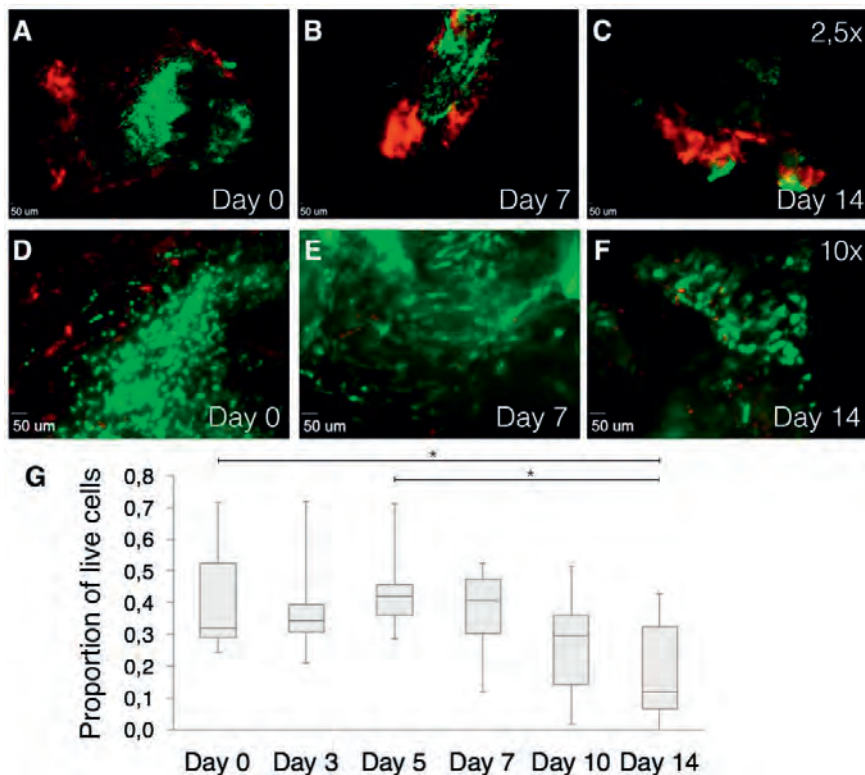 A
B
C
2,5x
Day 0
Day 7
Day 14
50 um
50 um
50 um
D
E
F
10x
Day 0
Day 7
Day 14
50 um
50 um
50 um
G
*
*
Proportion of live cells
0,8
0,7
0,6
0,5
0,4
0,3
0,2
0,1
0,0
Day 0 Day 3 Day 5 Day 7 Day 10 Day 14